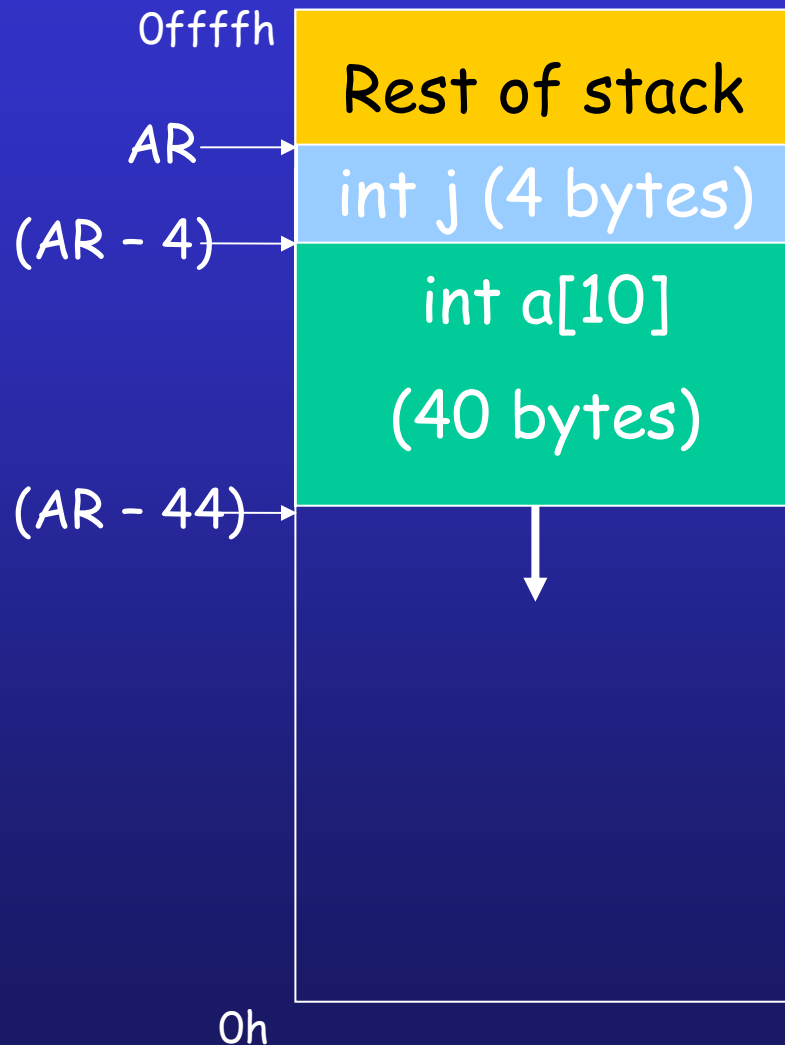 0ffffh
Rest of stack
AR
int j (4 bytes)
(AR - 4)
int a[10]
(40 bytes)
(AR - 44)
0h